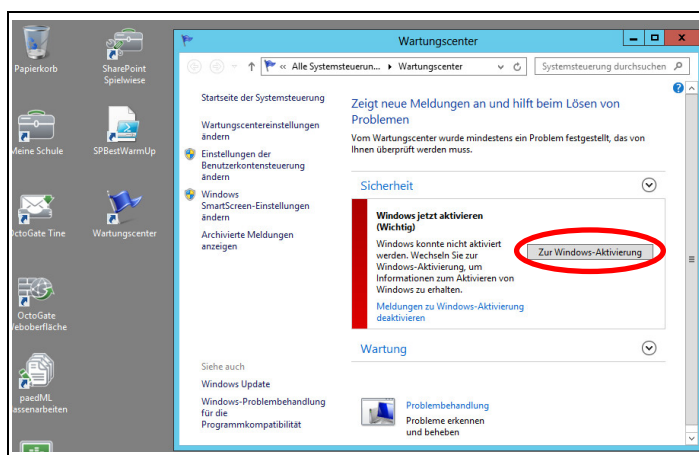 Papierkorb
SharePoint
Spielwiese
Meine Schule
SPBestWarmUp
OctoGate Tine
Wartungscenter
OctoGate
Weboberfläche
paedML
Klassenarbeiten
Wartungscenter
« Alle Systemsteuerun... Wartungscenter
Systemsteuerung durchsuchen
Startseite der Systemsteuerung
Wartungscentereinstellungen
ändern
Einstellungen der
Benutzerkontensteuerung
ändern
Windows
SmartScreen-Einstellungen
ändern
Archivierte Meldungen
anzeigen
Siehe auch
Windows Update
Windows-Problembehandlung
für die
Programmkompatibilität
Zeigt neue Meldungen an und hilft beim Lösen von
Problemen
Vom Wartungscenter wurde mindestens ein Problem festgestellt, das von
Ihnen überprüft werden muss.
Sicherheit
Windows jetzt aktivieren
(Wichtig)
Windows konnte nicht aktiviert
werden. Wechseln Sie zur
Windows-Aktivierung, um
Informationen zum Aktivieren von
Windows zu erhalten.
Zur Windows-Aktivierung
Meldungen zu Windows-Aktivierung
deaktivieren
Wartung
Problembehandlung
Probleme erkennen
und beheben